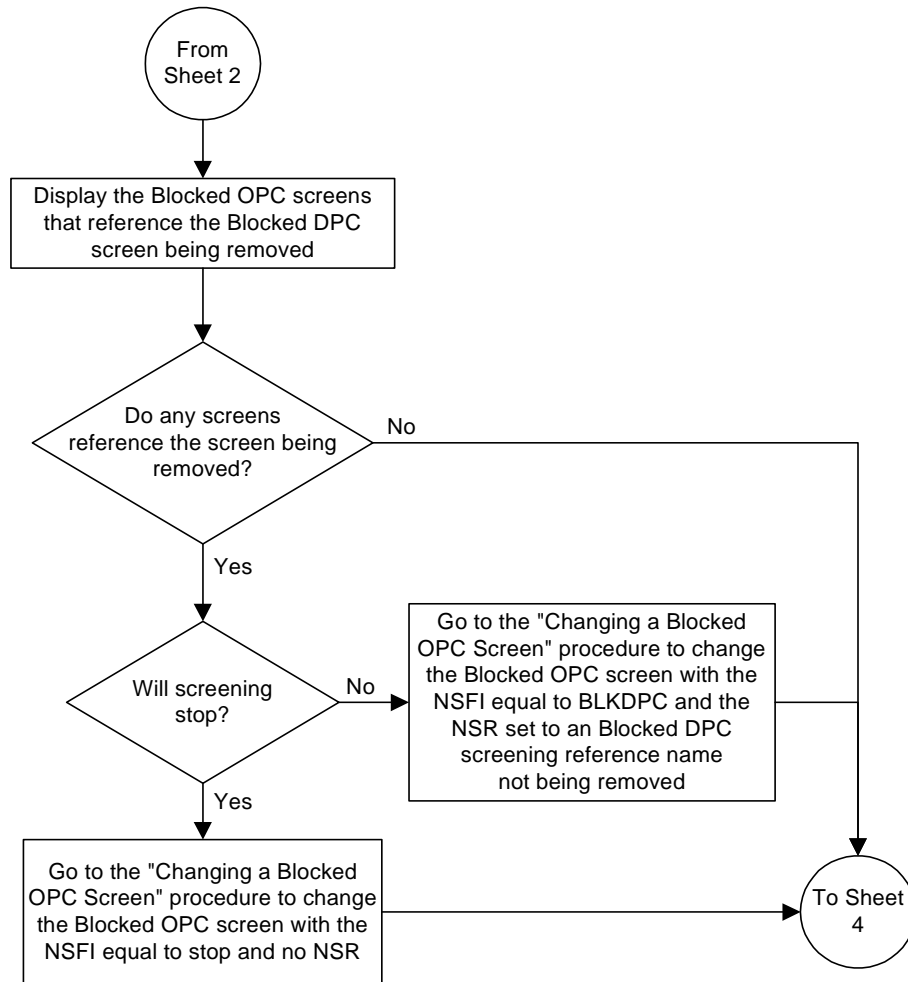 From
Sheet 2
Display the Blocked OPC screens
that reference the Blocked DPC
screen being removed
Do any screens
reference the screen being
removed?
No
Yes
Will screening
stop?
No
Go to the "Changing a Blocked
OPC Screen" procedure to change
the Blocked OPC screen with the
NSFI equal to BLKDPC and the
NSR set to an Blocked DPC
screening reference name
not being removed
Yes
Go to the "Changing a Blocked
OPC Screen" procedure to change
the Blocked OPC screen with the
NSFI equal to stop and no NSR
To Sheet
4